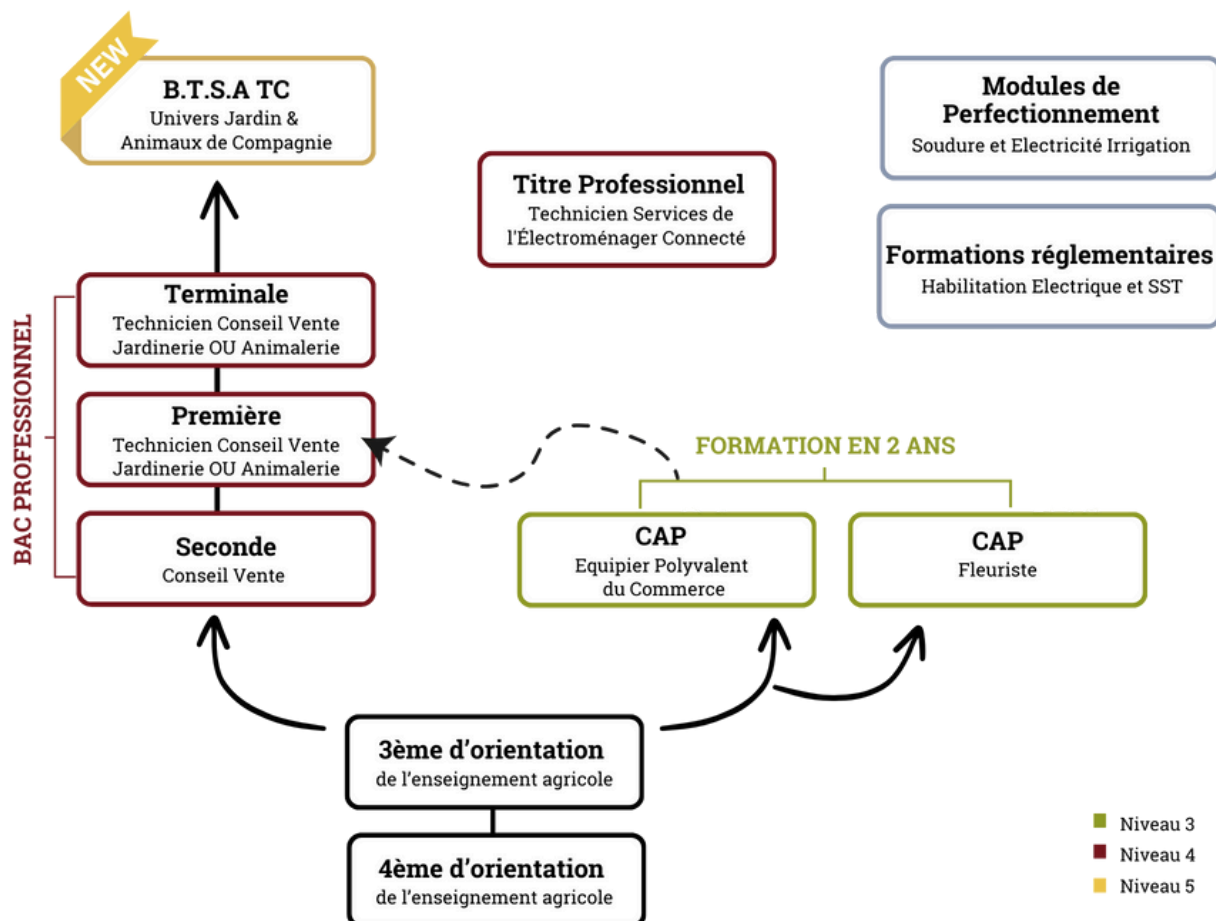 NEW
B.T.S.A TC
Univers Jardin &
Animaux de Compagnie
Modules de
Perfectionnement
Soudure et Electricité Irrigation
Titre Professionnel
Technicien Services de
l'Électroménager Connecté
Formations réglementaires
Habilitation Electrique et SST
BAC PROFESSIONNEL
Terminale
Technicien Conseil Vente
Jardinerie OU Animalerie
Première
Technicien Conseil Vente
Jardinerie OU Animalerie
Seconde
Conseil Vente
FORMATION EN 2 ANS
CAP
Equipier Polyvalent
du Commerce
CAP
Fleuriste
3ème d'orientation
de l'enseignement agricole
4ème d'orientation
de l'enseignement agricole
Niveau 3
Niveau 4
Niveau 5